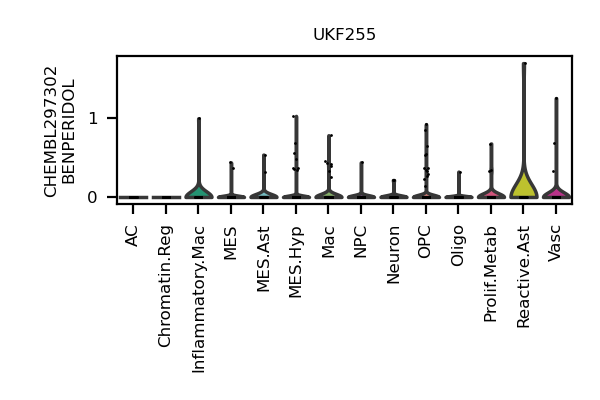 UKF255
CHEMBL297302
BENPERIDOL
1
0
AC
Chromatin.Reg
Inflammatory.Mac
MES
MES.Ast
MES.Hyp
Mac
NPC
Neuron
OPC
Oligo
Prolif.Metab
Reactive.Ast
Vasc